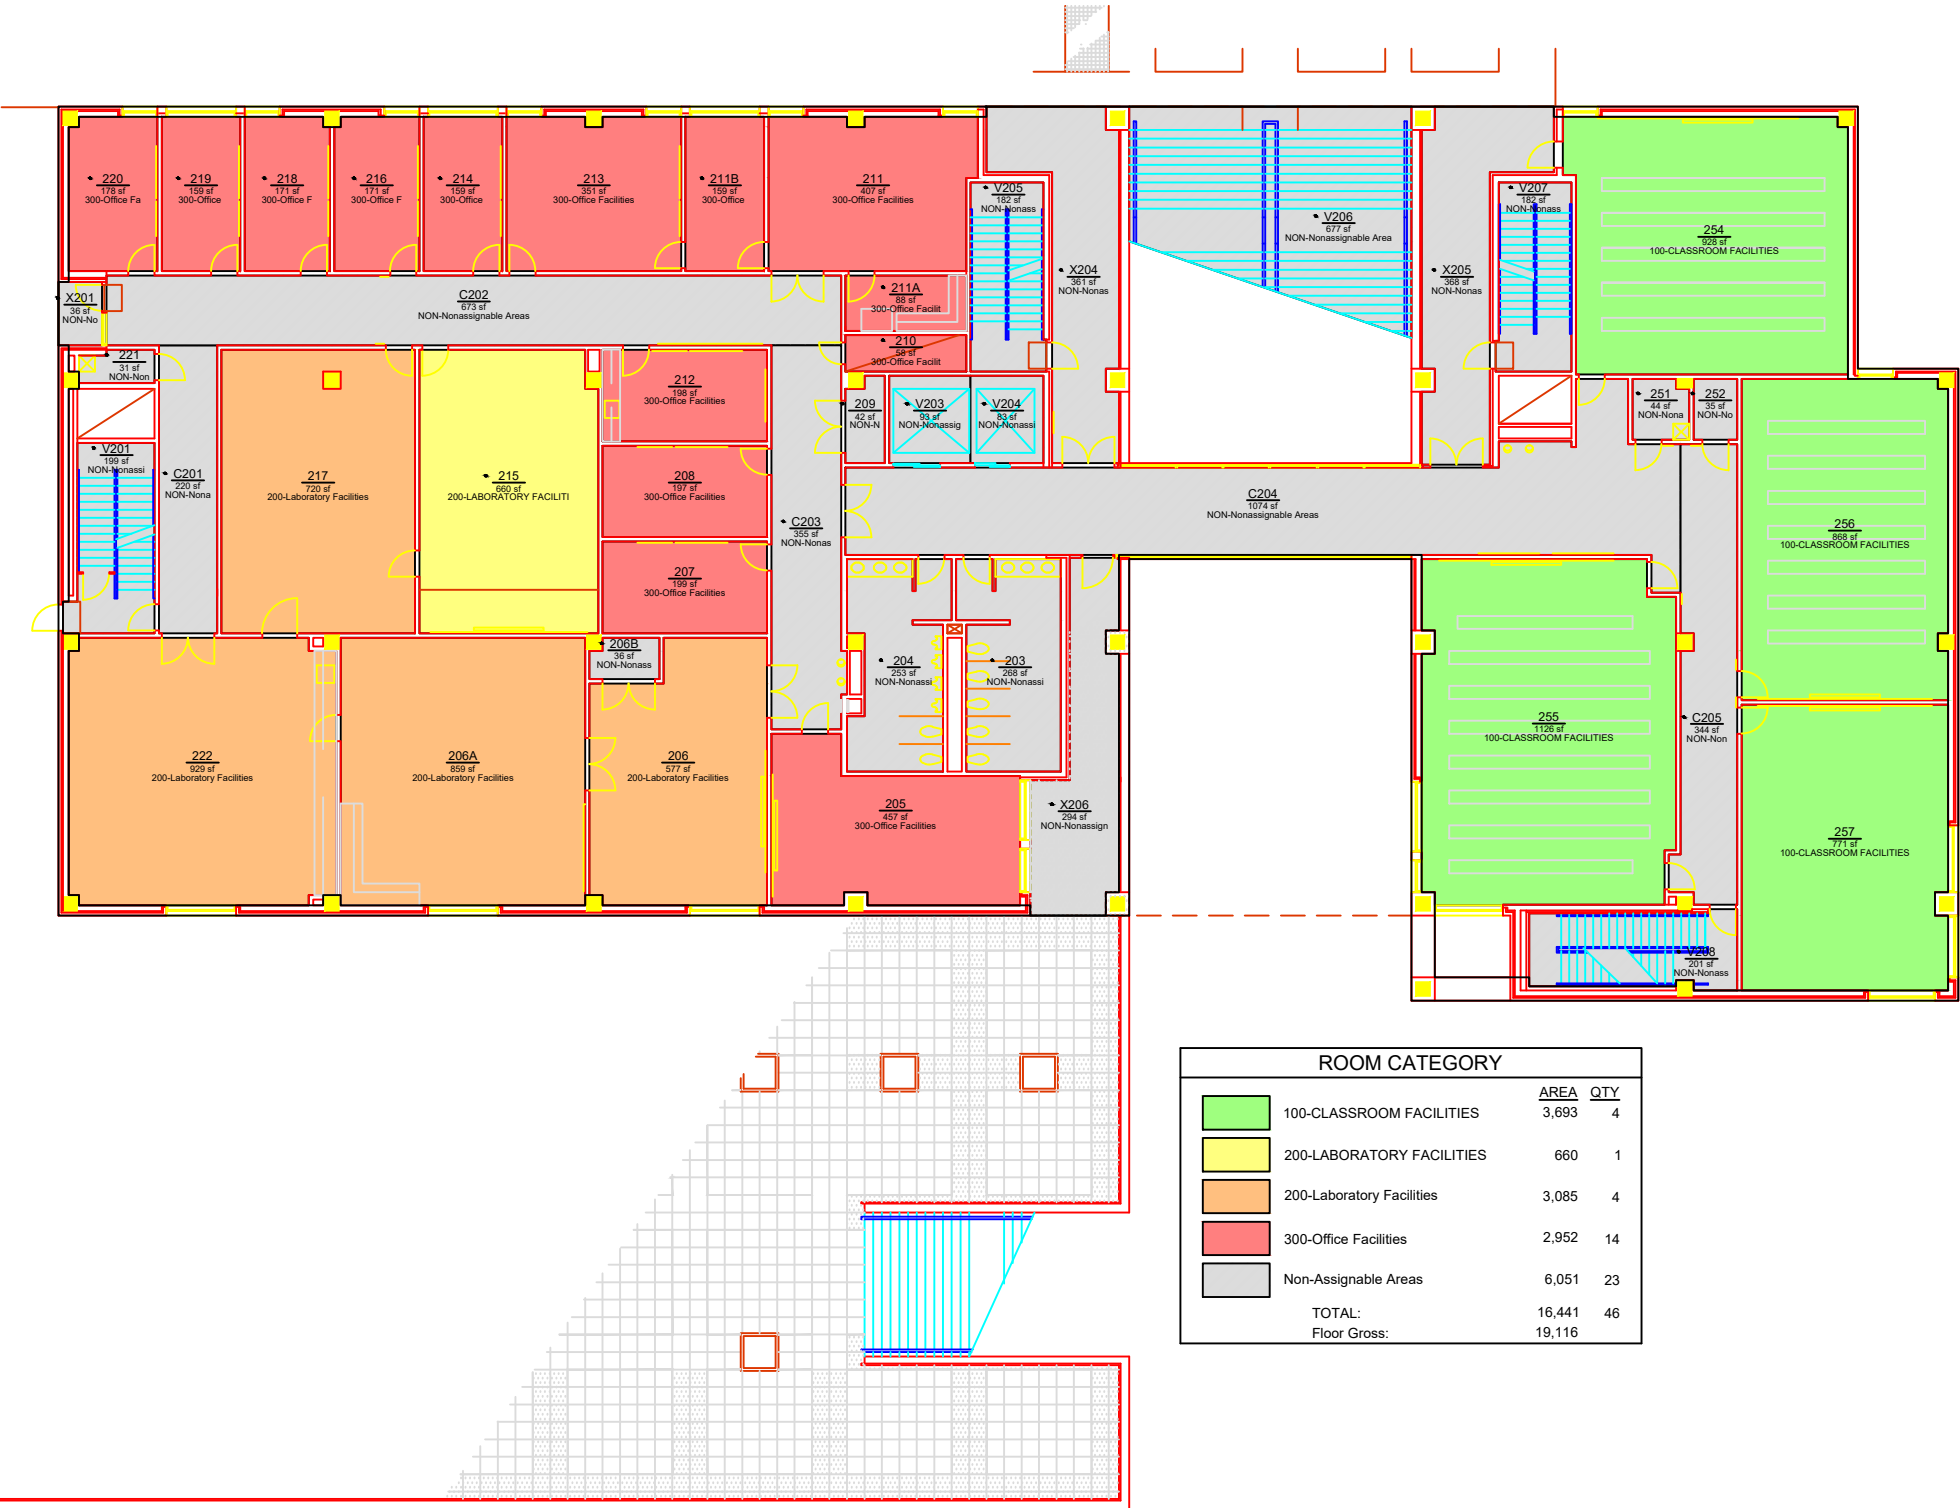 220
178 sf
300-Office Fa
219
159 sf
300-Office
218
171 sf
300-Office F
216
171 sf
300-Office F
214
159 sf
300-Office
213
351 sf
300-Office Facilities
211B
159 sf
300-Office
211
407 sf
300-Office Facilities
V205
182 sf
NON-Nonass
V206
677 sf
NON-Nonassignable Area
V207
182 sf
NON-Nonass
254
928 sf
100-CLASSROOM FACILITIES
X201
36 sf
NON-No
C202
673 sf
NON-Nonassignable Areas
211A
88 sf
300-Office Facilit
X204
361 sf
NON-Nonas
X205
368 sf
NON-Nonas
210
58 sf
300-Office Facilit
221
31 sf
NON-Non
212
198 sf
300-Office Facilities
209
42 sf
NON-N
V203
93 sf
NON-Nonassig
V204
83 sf
NON-Nonassi
251
44 sf
NON-Nona
252
35 sf
NON-No
V201
199 sf
NON-Nonassi
C201
220 sf
NON-Nona
217
720 sf
200-Laboratory Facilities
215
660 sf
200-LABORATORY FACILITI
208
197 sf
300-Office Facilities
C203
355 sf
NON-Nonas
C204
1074 sf
NON-Nonassignable Areas
256
868 sf
100-CLASSROOM FACILITIES
207
199 sf
300-Office Facilities
206B
36 sf
NON-Nonass
204
253 sf
NON-Nonassi
203
268 sf
NON-Nonassi
255
1126 sf
100-CLASSROOM FACILITIES
C205
344 sf
NON-Non
222
929 sf
200-Laboratory Facilities
206A
859 sf
200-Laboratory Facilities
206
577 sf
200-Laboratory Facilities
205
457 sf
300-Office Facilities
X206
294 sf
NON-Nonassign
257
771 sf
100-CLASSROOM FACILITIES
V208
201 sf
NON-Nonass
ROOM CATEGORY
AREA QTY
100-CLASSROOM FACILITIES 3,693 4
200-LABORATORY FACILITIES 660 1
200-Laboratory Facilities 3,085 4
300-Office Facilities 2,952 14
Non-Assignable Areas 6,051 23
TOTAL: 16,441 46
Floor Gross: 19,116